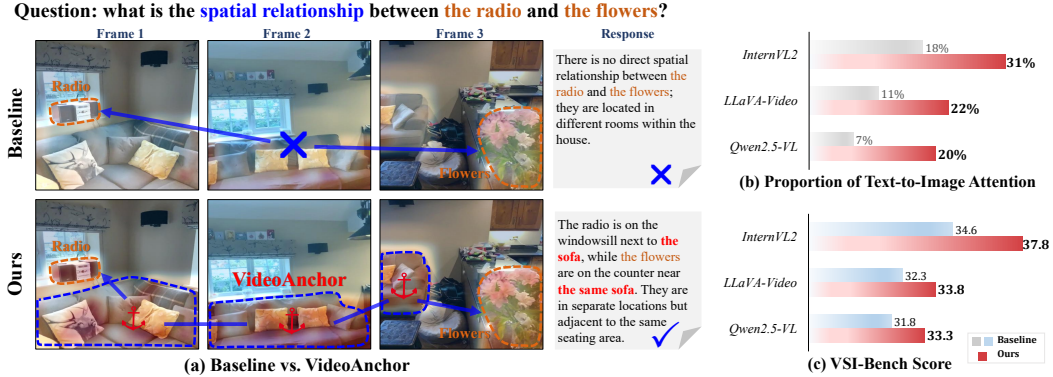 Question: what is the spatial relationship between the radio and the flowers?
Frame 1
Frame 2
Frame 3
Response
Baseline
Radio
Flowers
There is no direct spatial
relationship between the
radio and the flowers;
they are located in
different rooms within the
house.
Ours
Radio
VideoAnchor
Flowers
The radio is on the
windowsill next to the
sofa, while the flowers
are on the counter near
the same sofa. They are
in separate locations but
adjacent to the same
seating area.
(a) Baseline vs. VideoAnchor
InternVL2
18%
31%
LLaVA-Video
11%
22%
Qwen2.5-VL
7%
20%
(b) Proportion of Text-to-Image Attention
InternVL2
34.6
37.8
LLaVA-Video
32.3
33.8
Qwen2.5-VL
31.8
33.3
Baseline
Ours
(c) VSI-Bench Score